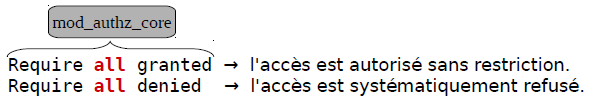 mod_authz_core
Require all granted → l'accès est autorisé sans restriction.
Require all denied → l'accès est systématiquement refusé.